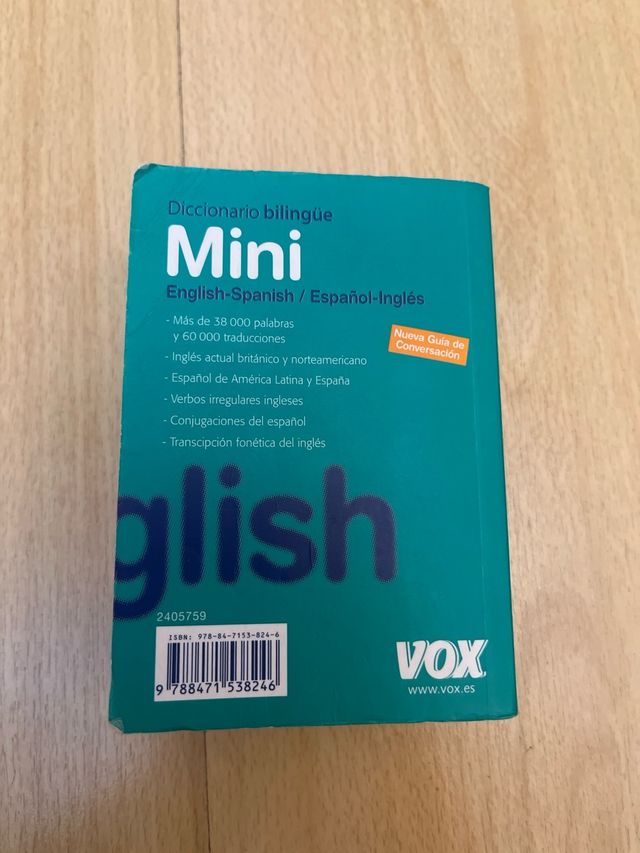 Diccionario bilingüe
Mini
English-Spanish / Español-Inglés
- Más de 38 000 palabras
y 60 000 traducciones
- Inglés actual británico y norteamericano
- Español de América Latina y España
- Verbos irregulares ingleses
- Conjugaciones del español
- Transcipción fonética del inglés
Nueva Guía de
Conversación
glish
2405759
ISBN: 978-84-7153-824-6
9 788471 538246
VOX
www.vox.es